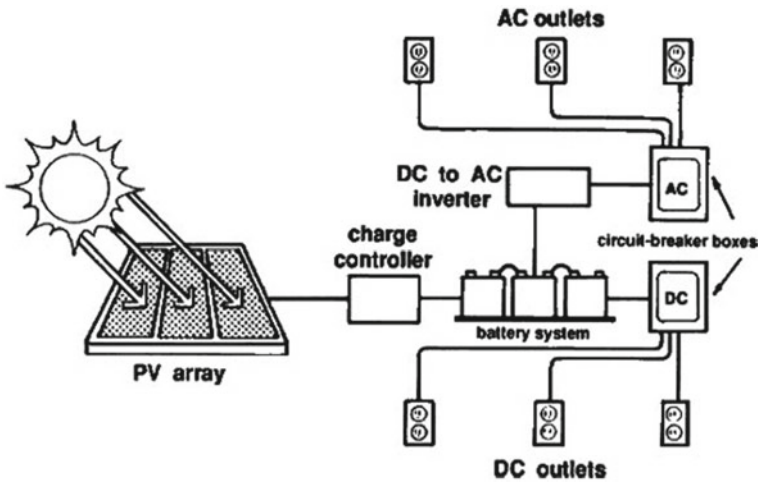 AC outlets
DC to AC
inverter
AC
charge
controller
circuit-breaker boxes
DC
battery system
PV array
DC outlets